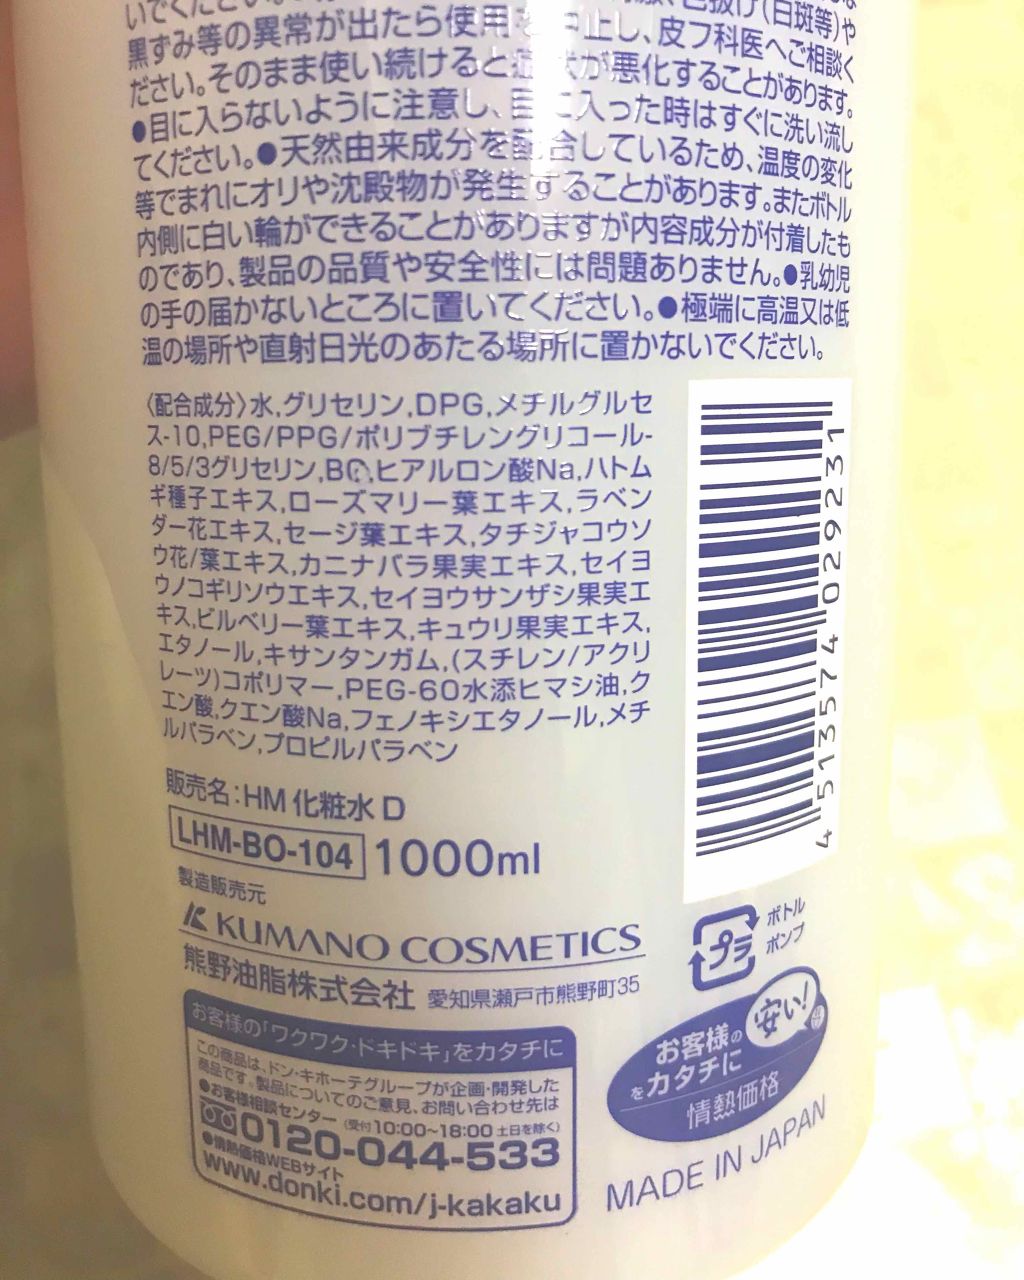 いでください。
色抜け(白斑等)や
黒ずみ等の異常が出たら使用を中止し、皮フ科医へご相談く
ださい。そのまま使い続けると症状が悪化することがあります。
●目に入らないように注意し、目に入った時はすぐに洗い流し
てください。●天然由来成分を配合しているため、温度の変化
等でまれにオリや沈殿物が発生することがあります。またボトル
内側に白い輪ができることがありますが内容成分が付着したも
のであり、製品の品質や安全性には問題ありません。●乳幼児
の手の届かないところに置いてください。●極端に高温又は低
温の場所や直射日光のあたる場所に置かないでください。
〈配合成分〉水,グリセリン,DPG,メチルグルセ
ス-10,PEG/PPG/ポリブチレングリコール-
8/5/3グリセリン,BG,ヒアルロン酸Na,ハトム
ギ種子エキス,ローズマリー葉エキス,ラベン
ダー花エキス,セージ葉エキス,タチジャコウソ
ウ花/葉エキス,カニナバラ果実エキス,セイヨ
ウノコギリソウエキス,セイヨウサンザシ果実エ
キス,ビルベリー葉エキス,キュウリ果実エキス,
エタノール,キサンタンガム,(スチレン/アクリ
レーツ)コポリマー,PEG-60水添ヒマシ油,ク
エン酸,クエン酸Na,フェノキシエタノール,メチ
ルパラベン,プロピルパラベン
4513574029231
販売名:HM 化粧水 D
LHM-BO-104 1000ml
製造販売元
KUMANO COSMETICS
熊野油脂株式会社 愛知県瀬戸市熊野町35
プラ
ボトル
ポンプ
お客様の「ワクワク・ドキドキ」をカタチに
この商品は、ドン・キホーテグループが企画・開発した
商品です。製品についてのご意見、お問い合わせ先は
●お客様相談センター (受付10:00〜18:00 土日を除く)
0120-044-533
●情熱価格WEBサイト
www.donki.com/j-kakaku
安い!
お客様の
をカタチに
情熱価格
MADE IN JAPAN